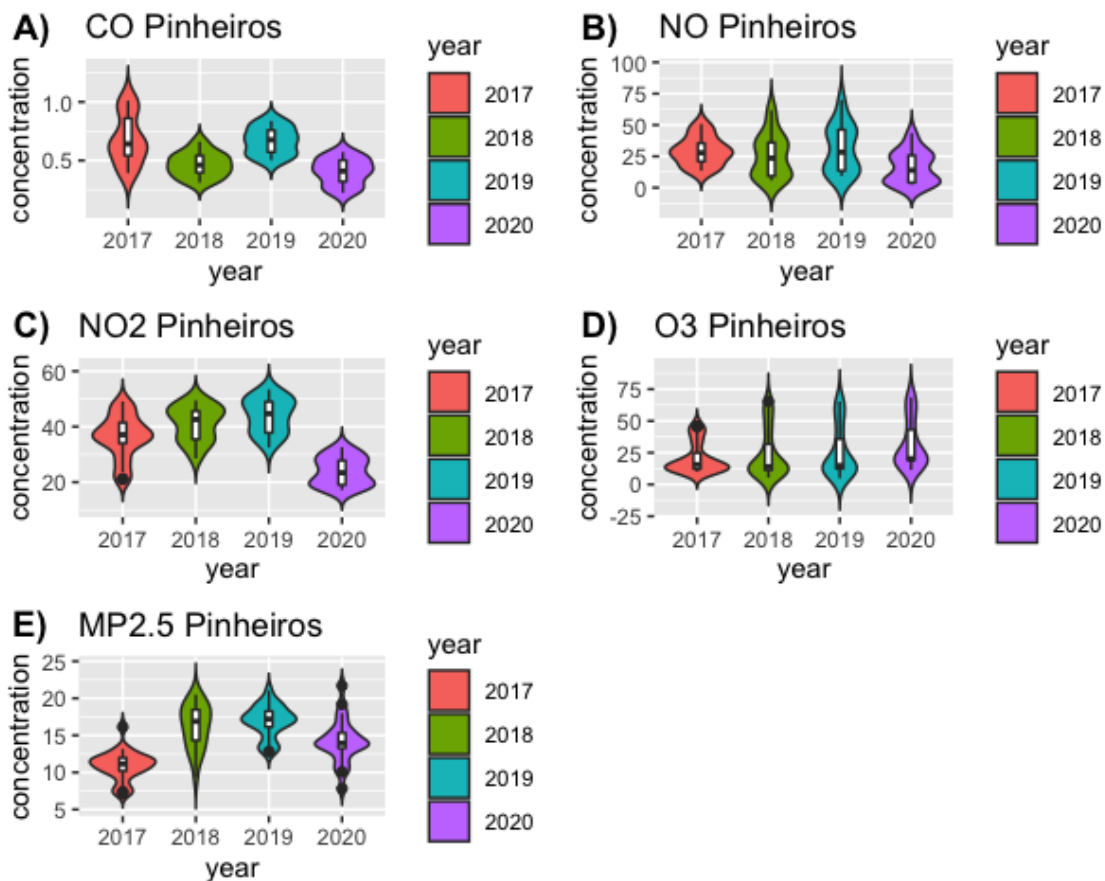 A) CO Pinheiros
concentration
1.0
0.5
2017 2018 2019 2020
year
year
2017
2018
2019
2020
B) NO Pinheiros
concentration
100
75
50
25
0
2017 2018 2019 2020
year
year
2017
2018
2019
2020
C) NO2 Pinheiros
concentration
60
40
20
2017 2018 2019 2020
year
year
2017
2018
2019
2020
D) O3 Pinheiros
concentration
75
50
25
0
-25
2017 2018 2019 2020
year
year
2017
2018
2019
2020
E) MP2.5 Pinheiros
concentration
25
20
15
10
5
2017 2018 2019 2020
year
year
2017
2018
2019
2020